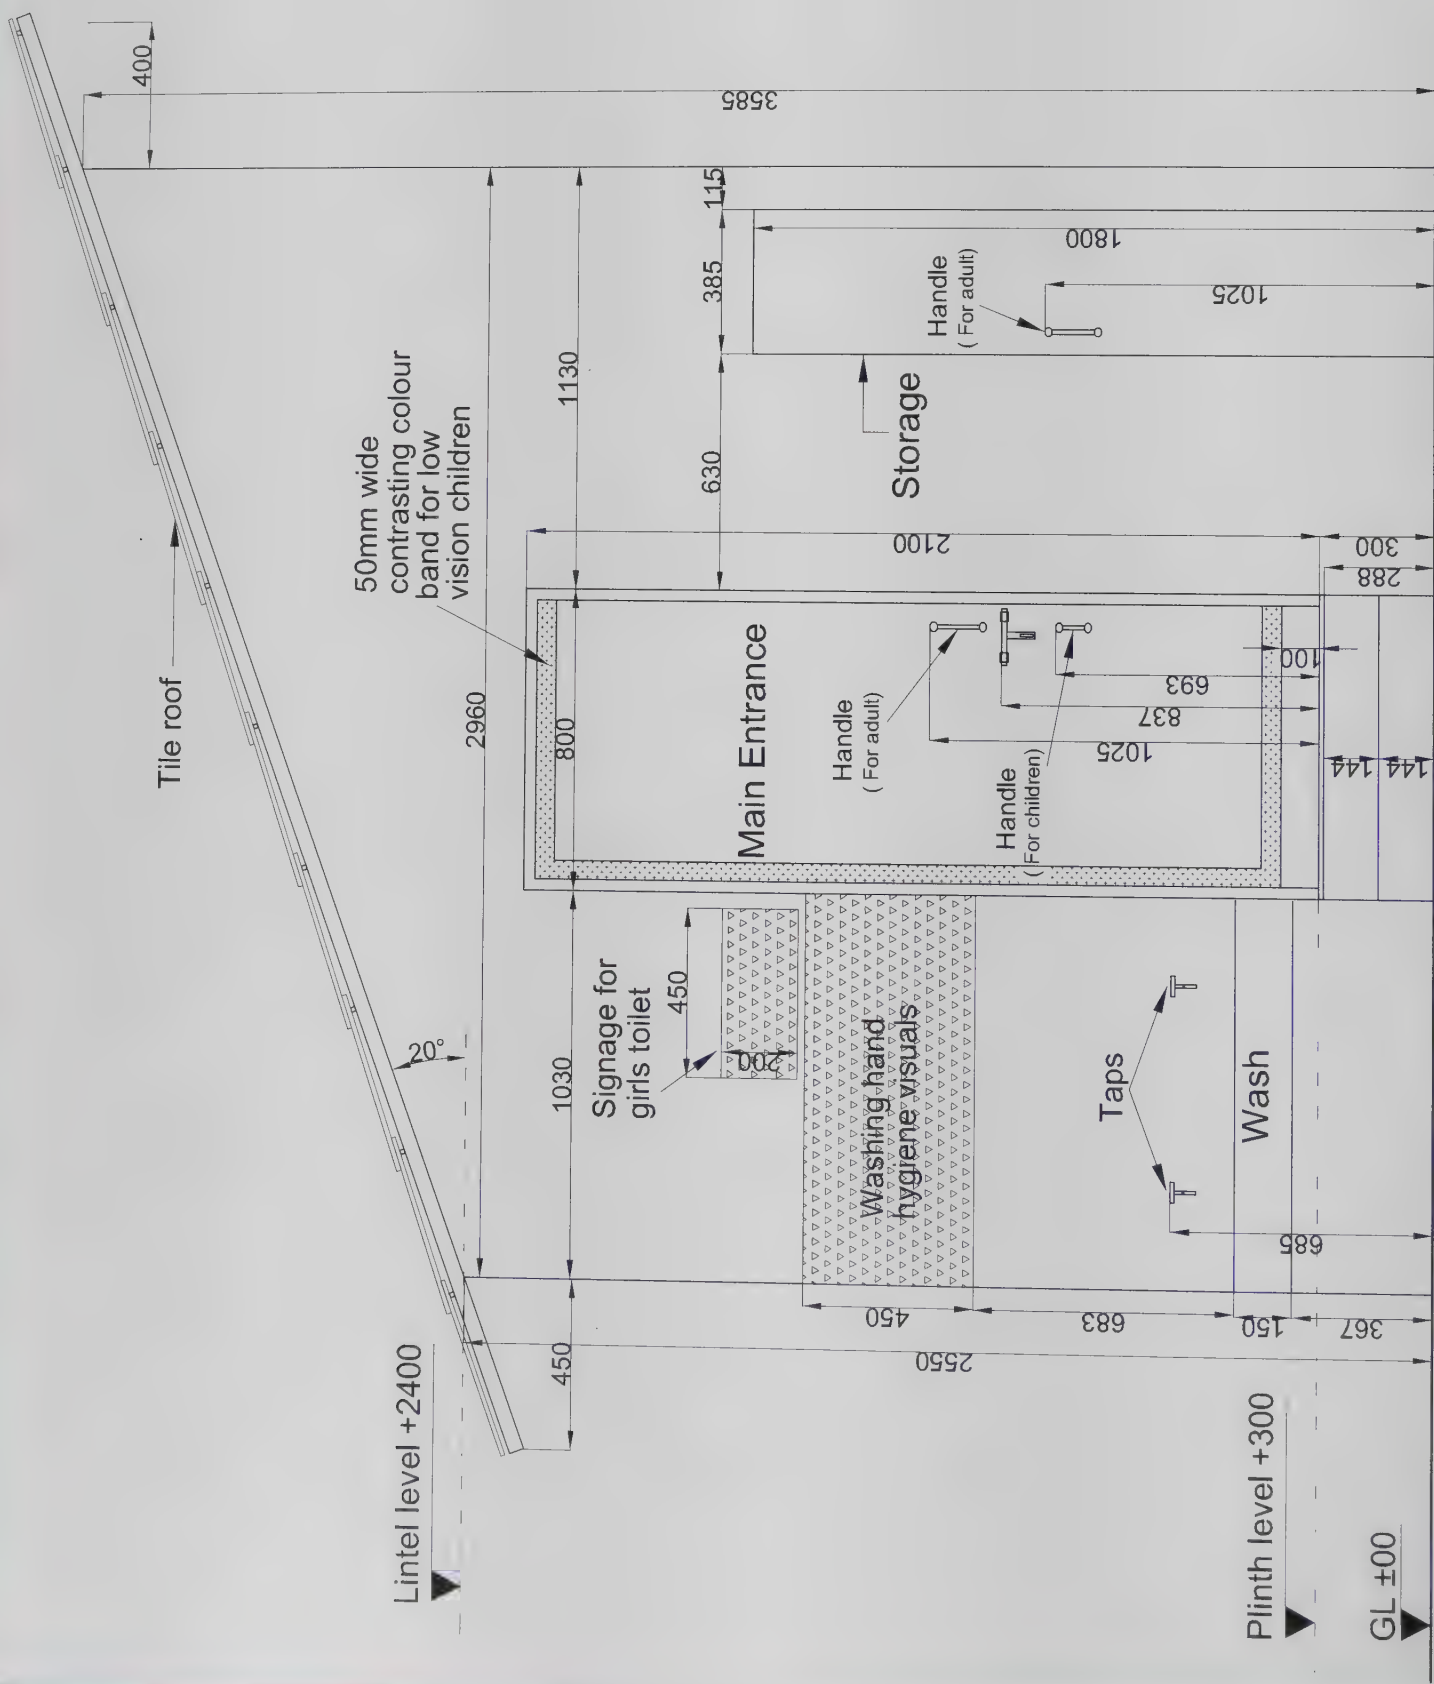 Tile roof
400
3585
50mm wide
contrasting colour
band for low
vision children
20°
2960
1130
800
1030
450
115
385
630
1800
1025
Handle
( For adult)
Storage
2100
300
288
Main Entrance
Handle
( For adult)
Handle
(For children)
693
837
1025
100
144
144
Signage for
girls toilet
450
200
Washing hand
hygiene visuals
Taps
Wash
685
450
683
150
367
2550
Lintel level +2400
Plinth level +300
GL ±00